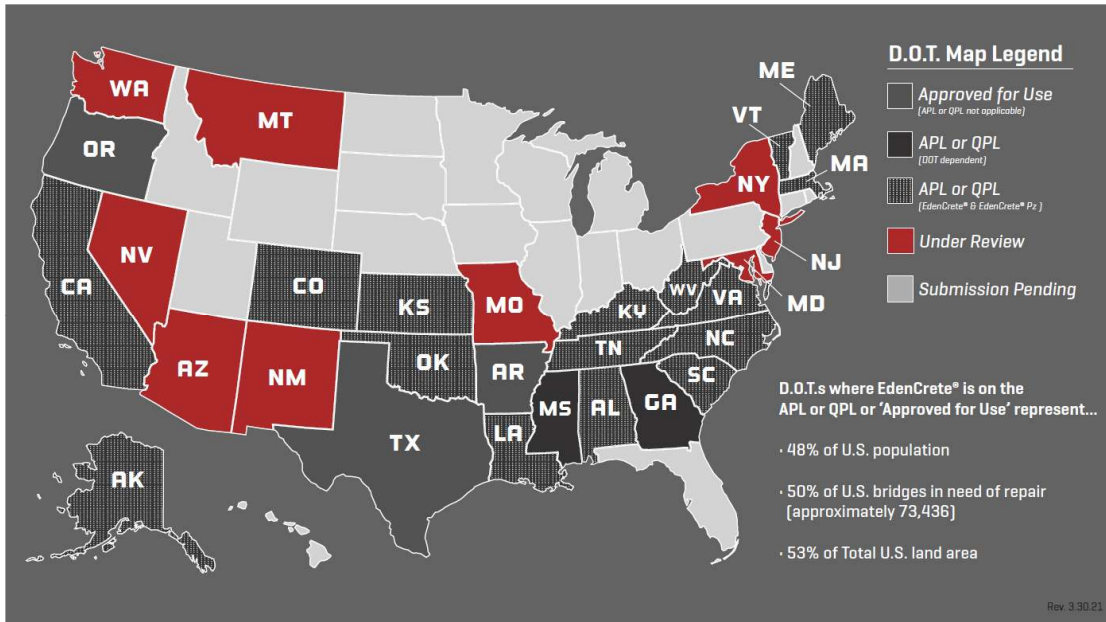 D.O.T. Map Legend
Approved for Use
(APL or QPL not applicable)
APL or QPL
(DOT dependent)
APL or QPL
(EdenCrete® & EdenCrete® Pz )
Under Review
Submission Pending
ME
VT
MA
NY
NJ
MD
WA
MT
OR
NV
CA
CO
KS
MO
KY
WV
VA
AZ
NM
OK
AR
TN
NC
SC
TX
LA
MS
AL
GA
AK
D.O.T.s where EdenCrete® is on the
APL or QPL or 'Approved for Use' represent...
· 48% of U.S. population
· 50% of U.S. bridges in need of repair
(approximately 73,436)
· 53% of Total U.S. land area
Rev. 3.30.21